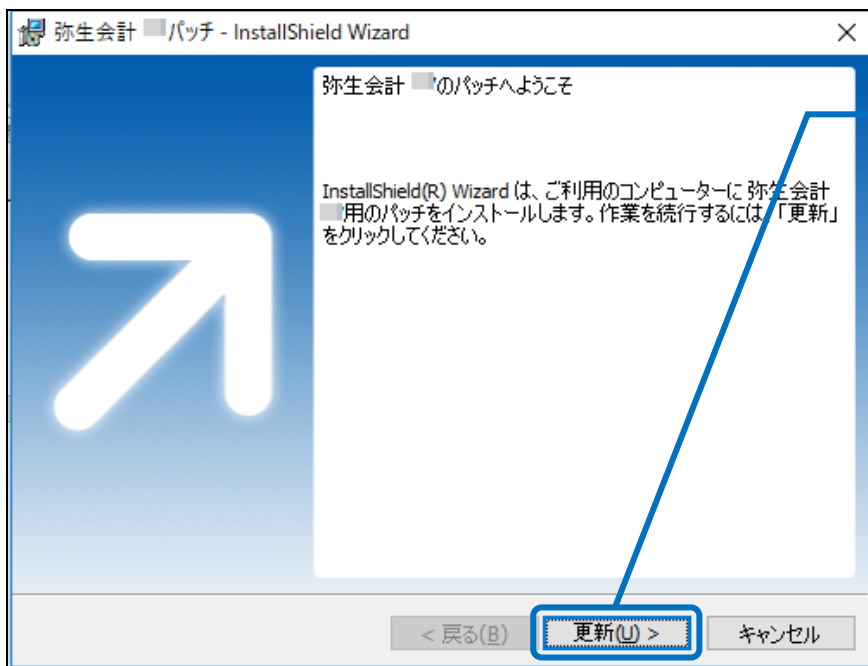 弥生会計 パッチ - InstallShield Wizard
弥生会計 のパッチへようこそ
InstallShield(R) Wizard は、ご利用のコンピューターに 弥生会計
用のパッチをインストールします。作業を続行するには、「更新」
をクリックしてください。
< 戻る(B)
更新(U) >
キャンセル